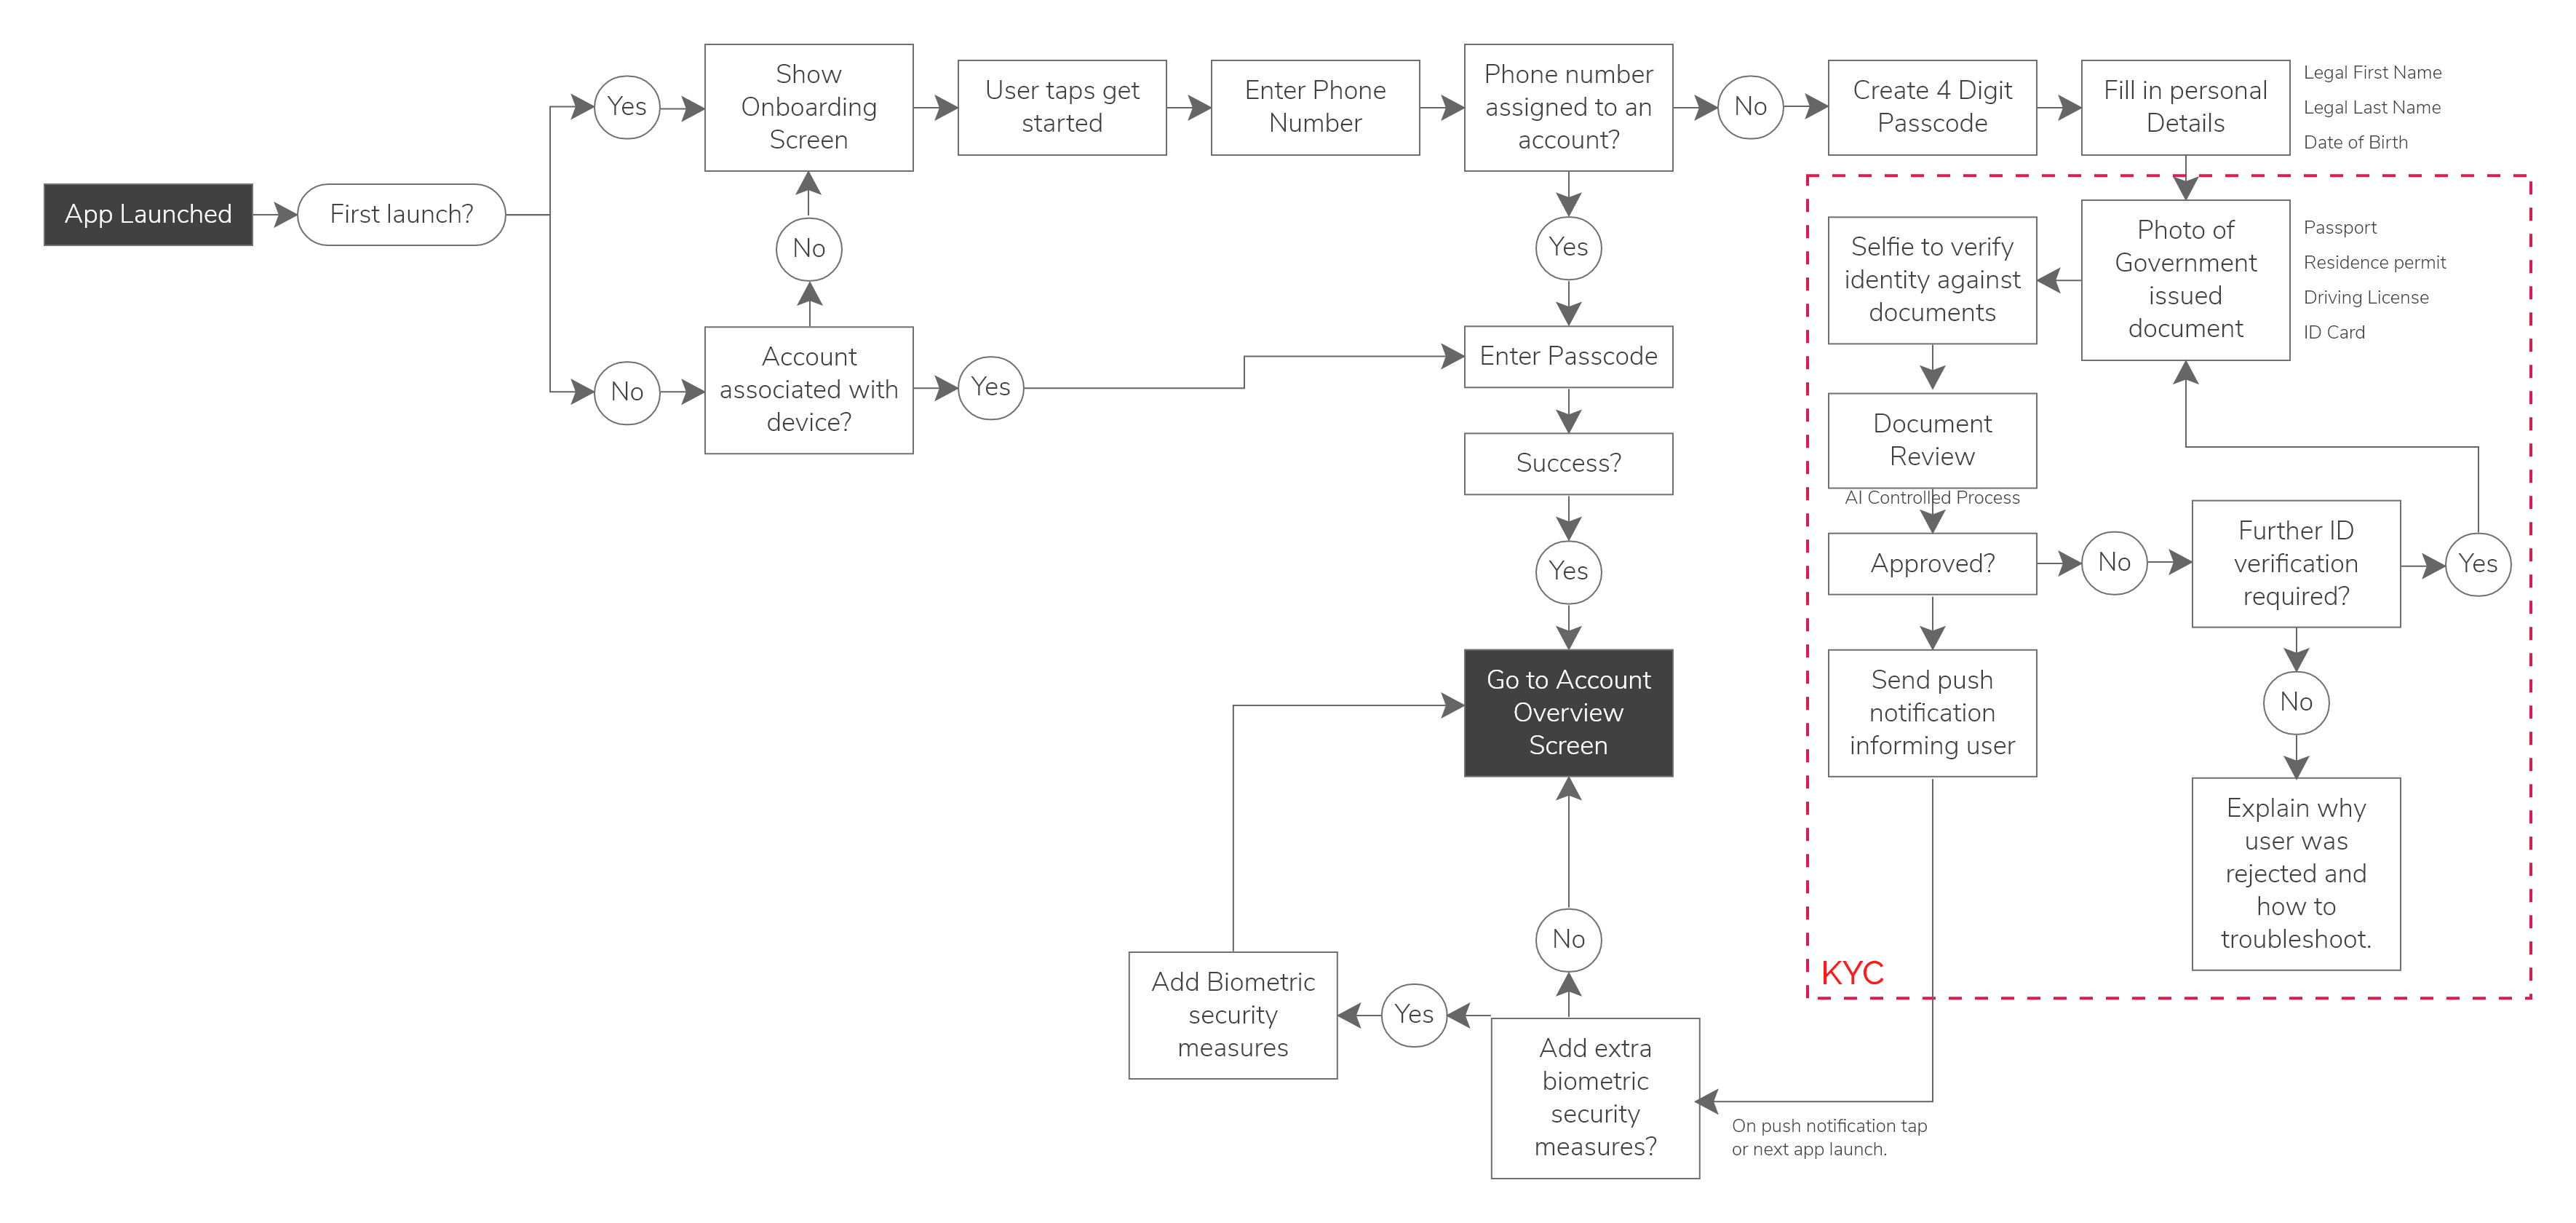 App Launched
First launch?
Yes
Show
Onboarding
Screen
User taps get
started
Enter Phone
Number
Phone number
assigned to an
account?
No
Create 4 Digit
Passcode
Fill in personal
Details
Legal First Name
Legal Last Name
Date of Birth
No
Account
associated with
device?
No
Yes
Yes
Enter Passcode
Success?
Yes
Go to Account
Overview
Screen
Photo of
Government
issued
document
Passport
Residence permit
Driving License
ID Card
Selfie to verify
identity against
documents
Document
Review
AI Controlled Process
Approved?
No
Further ID
verification
required?
Yes
No
Explain why
user was
rejected and
how to
troubleshoot.
Send push
notification
informing user
KYC
On push notification tap
or next app launch.
Add extra
biometric
security
measures?
No
Yes
Add Biometric
security
measures